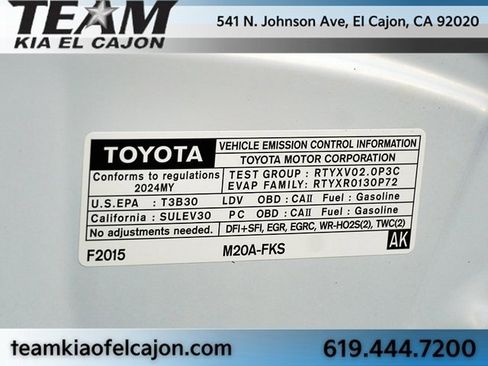 TEAM
KIA EL CAJON
541 N. Johnson Ave, El Cajon, CA 92020
TOYOTA
VEHICLE EMISSION CONTROL INFORMATION
TOYOTA MOTOR CORPORATION
Conforms to regulations
2024MY
TEST GROUP : RTYXV02.0P3C
EVAP FAMILY: RTYXR0130P72
U.S.EPA : T3B30 LDV OBD : CAII Fuel : Gasoline
California : SULEV30 PC OBD : CAII Fuel : Gasoline
No adjustments needed. DFI+SFI, EGR, EGRC, WR-HO2S(2), TWC(2)
F2015 M20A-FKS AK
teamkiaofelcajon.com 619.444.7200